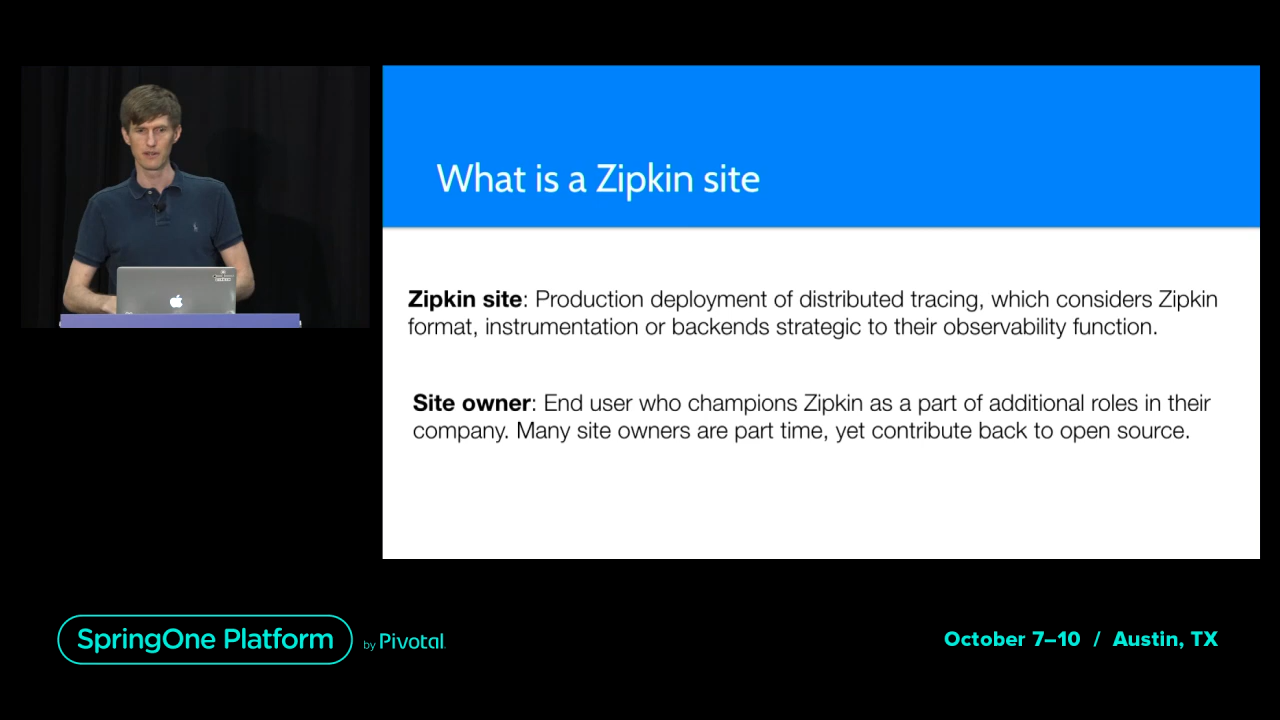 What is a Zipkin site
Zipkin site: Production deployment of distributed tracing, which considers Zipkin
format, instrumentation or backends strategic to their observability function.
Site owner: End user who champions Zipkin as a part of additional roles in their
company. Many site owners are part time, yet contribute back to open source.
SpringOne Platform by Pivotal
October 7–10 / Austin, TX